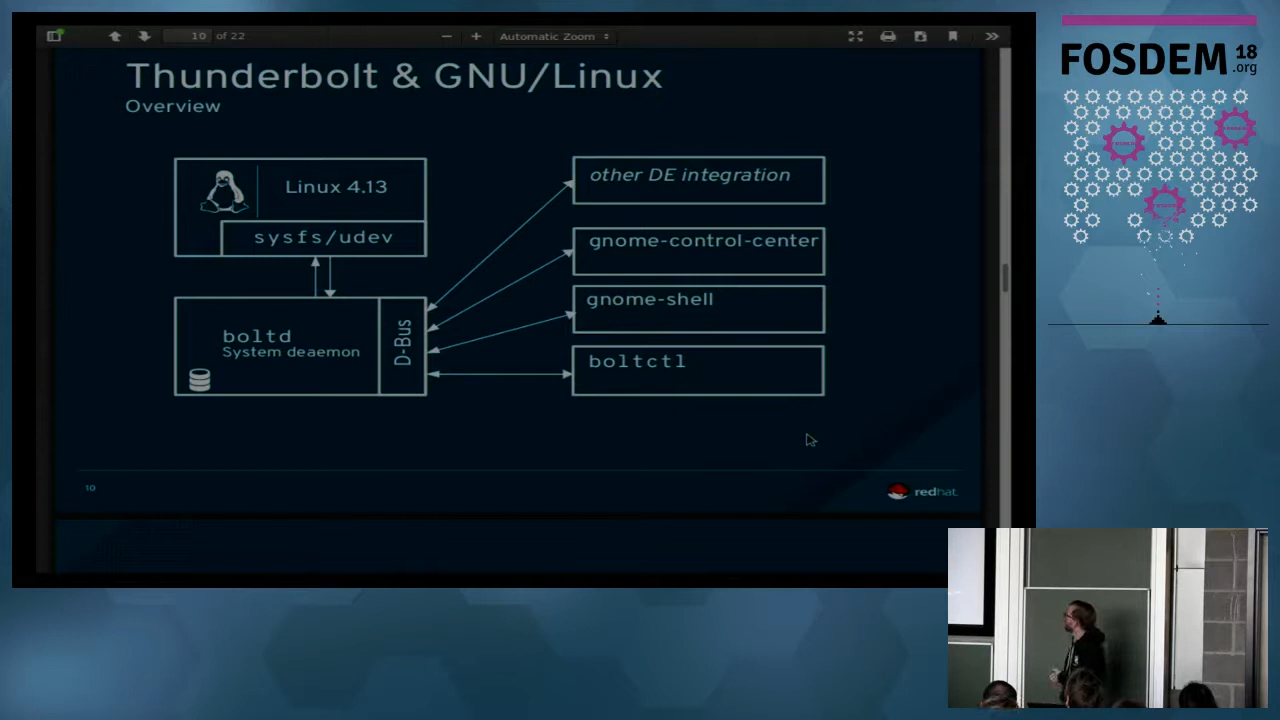 10 of 22
Automatic Zoom
Thunderbolt & GNU/Linux
Overview
Linux 4.13
sysfs/udev
boltd
System deaemon
D-Bus
other DE integration
gnome-control-center
gnome-shell
boltctl
10
redhat
FOSDEM 18
.org